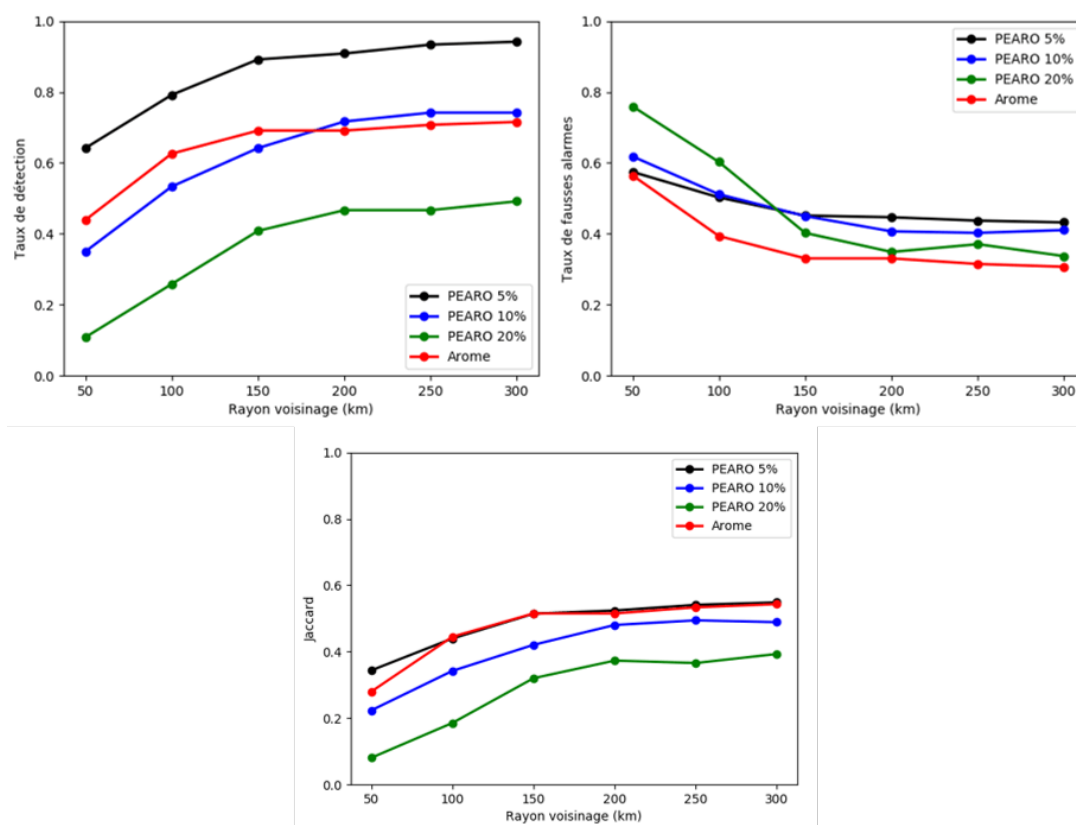 1.0
0.8
0.6
0.4
0.2
0.0
Taux de détection
50 100 150 200 250 300
Rayon voisinage (km)
PEARO 5%
PEARO 10%
PEARO 20%
Arome
1.0
0.8
0.6
0.4
0.2
0.0
Taux de fausses alarmes
50 100 150 200 250 300
Rayon voisinage (km)
PEARO 5%
PEARO 10%
PEARO 20%
Arome
1.0
0.8
0.6
0.4
0.2
0.0
Jaccard
50 100 150 200 250 300
Rayon voisinage (km)
PEARO 5%
PEARO 10%
PEARO 20%
Arome